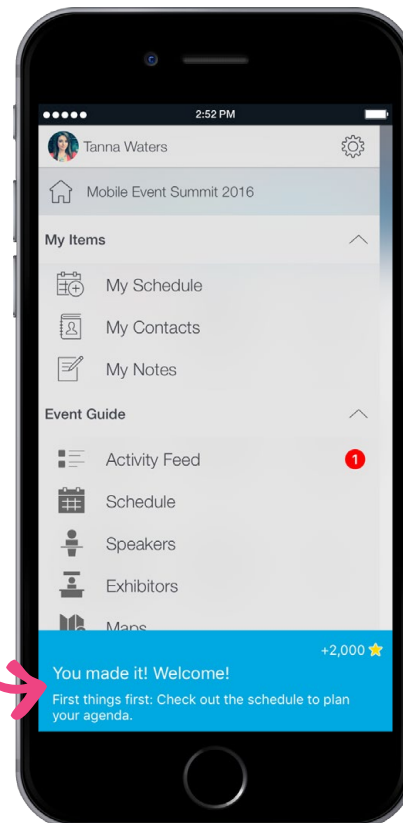 2:52 PM
Tanna Waters
Mobile Event Summit 2016
My Items
My Schedule
My Contacts
My Notes
Event Guide
Activity Feed
1
Schedule
Speakers
Exhibitors
Maps
+2,000
You made it! Welcome!
First things first: Check out the schedule to plan
your agenda.